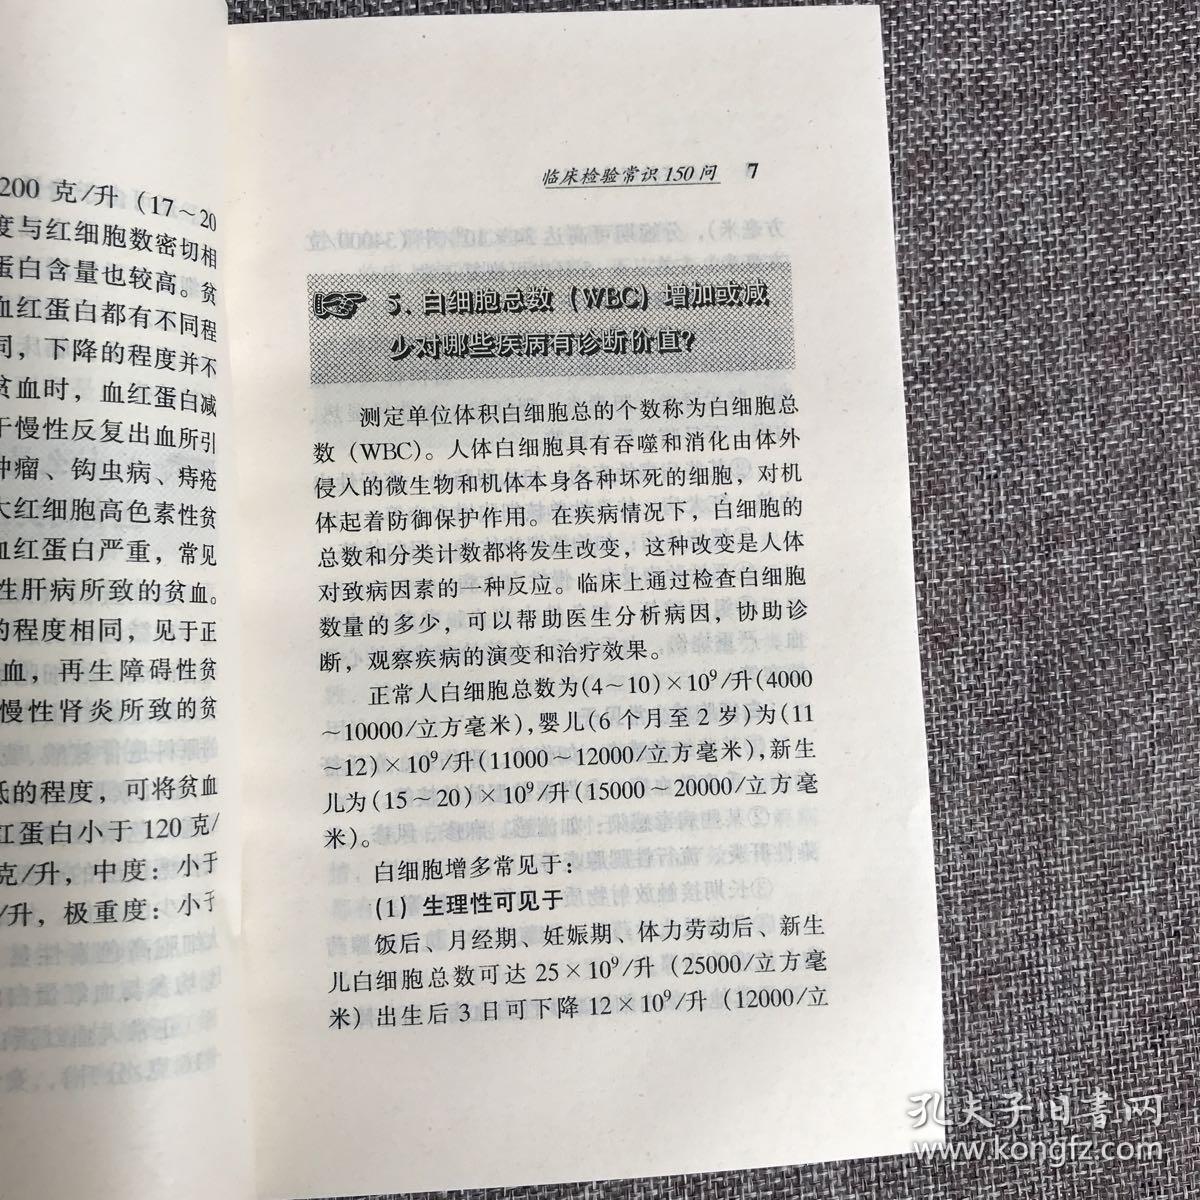 200 克/升（17～20
度与红细胞数密切相
蛋白含量也较高。贫
血红蛋白都有不同程
同，下降的程度并不
贫血时，血红蛋白减
于慢性反复出血所引
肿瘤、钩虫病、痔疮
大红细胞高色素性贫
血红蛋白严重，常见
性肝病所致的贫血。
的程度相同，见于正
血，再生障碍性贫
慢性肾炎所致的贫
低的程度，可将贫血
红蛋白小于 120 克/
克/升，中度：小于
/升，极重度：小于
临床检验常识 150 问 7
5. 白细胞总数（WBC）增加或减
少对哪些疾病有诊断价值?
测定单位体积白细胞总的个数称为白细胞总
数（WBC）。人体白细胞具有吞噬和消化由体外
侵入的微生物和机体本身各种坏死的细胞，对机
体起着防御保护作用。在疾病情况下，白细胞的
总数和分类计数都将发生改变，这种改变是人体
对致病因素的一种反应。临床上通过检查白细胞
数量的多少，可以帮助医生分析病因，协助诊
断，观察疾病的演变和治疗效果。
正常人白细胞总数为(4～10)×10⁹/升(4000
～10000/立方毫米)，婴儿(6 个月至 2 岁)为(11
～12)×10⁹/升(11000～12000/立方毫米)，新生
儿为(15～20)×10⁹/升(15000～20000/立方毫
米)。
白细胞增多常见于：
(1) 生理性可见于
饭后、月经期、妊娠期、体力劳动后、新生
儿白细胞总数可达 25×10⁹/升（25000/立方毫
米）出生后 3 日可下降 12×10⁹/升（12000/立
孔夫子旧书网
www.kongfz.com